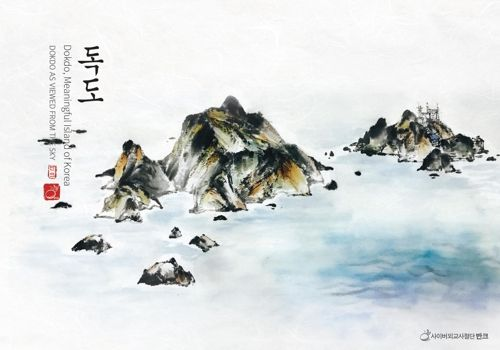 독도
Dokdo, Meaningful Island of Korea
DOKDO AS VIEWED FROM THE SKY
사이버외교사절단 반크